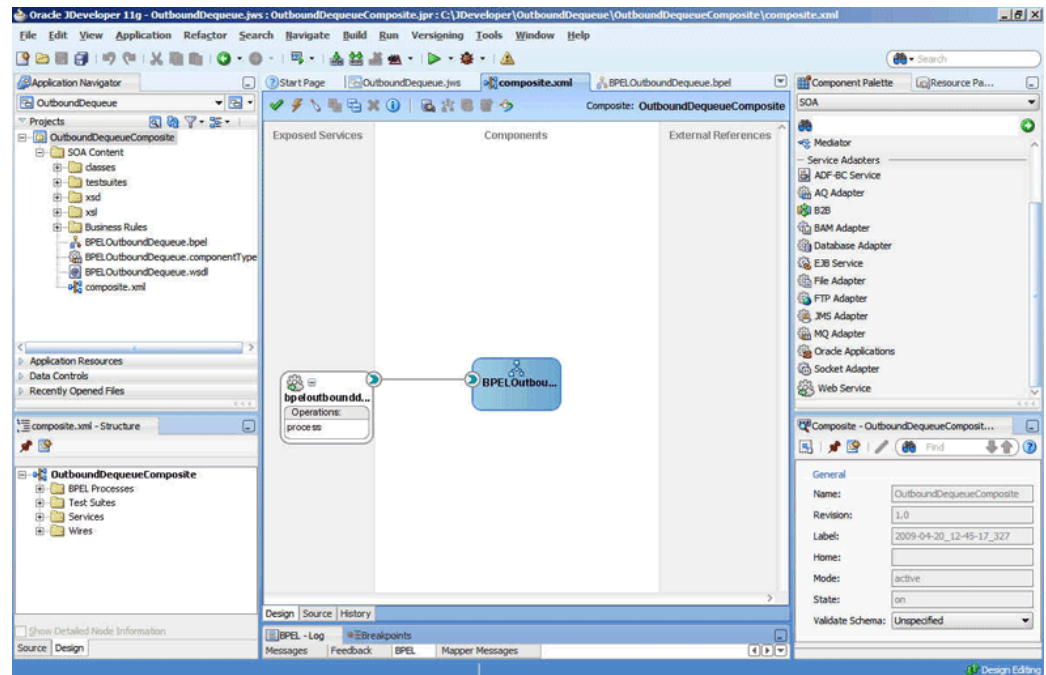 Oracle JDeveloper 11g - OutboundDequeue.jws : OutboundDequeueComposite.jpr : C:\JDeveloper\OutboundDequeue\OutboundDequeueComposite\composite.xml
File Edit View Application Refactor Search Navigate Build Run Versioning Tools Window Help
Search
Application Navigator
OutboundDequeue
Projects
OutboundDequeueComposite
SOA Content
classes
testsuites
xsd
xsl
Business Rules
BPELOutboundDequeue.bpel
BPELOutboundDequeue.componentType
BPELOutboundDequeue.wsdl
composite.xml
Application Resources
Data Controls
Recently Opened Files
composite.xml - Structure
OutboundDequeueComposite
BPEL Processes
Test Suites
Services
Wires
Show Detailed Node Information
Source Design
Start Page OutboundDequeue.jws composite.xml BPELOutboundDequeue.bpel
Composite: OutboundDequeueComposite
Exposed Services Components External References
bpeloutboundd...
Operations:
process
BPELOutbou...
Design Source History
BPEL - Log Breakpoints
Messages Feedback BPEL Mapper Messages
Component Palette Resource Pa...
SOA
Mediator
Service Adapters
ADF-BC Service
AQ Adapter
B2B
BAM Adapter
Database Adapter
EJB Service
File Adapter
FTP Adapter
JMS Adapter
MQ Adapter
Oracle Applications
Socket Adapter
Web Service
Composite - OutboundDequeueComposit...
Find
General
Name: OutboundDequeueComposite
Revision: 1.0
Label: 2009-04-20_12-45-17_327
Home:
Mode: active
State: on
Validate Schema: Unspecified
Design Editing